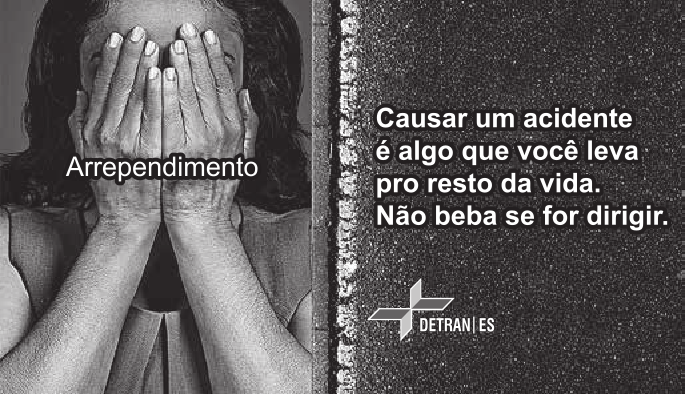 Arrependimento
Causar um acidente
é algo que você leva
pro resto da vida.
Não beba se for dirigir.
DETRAN|ES